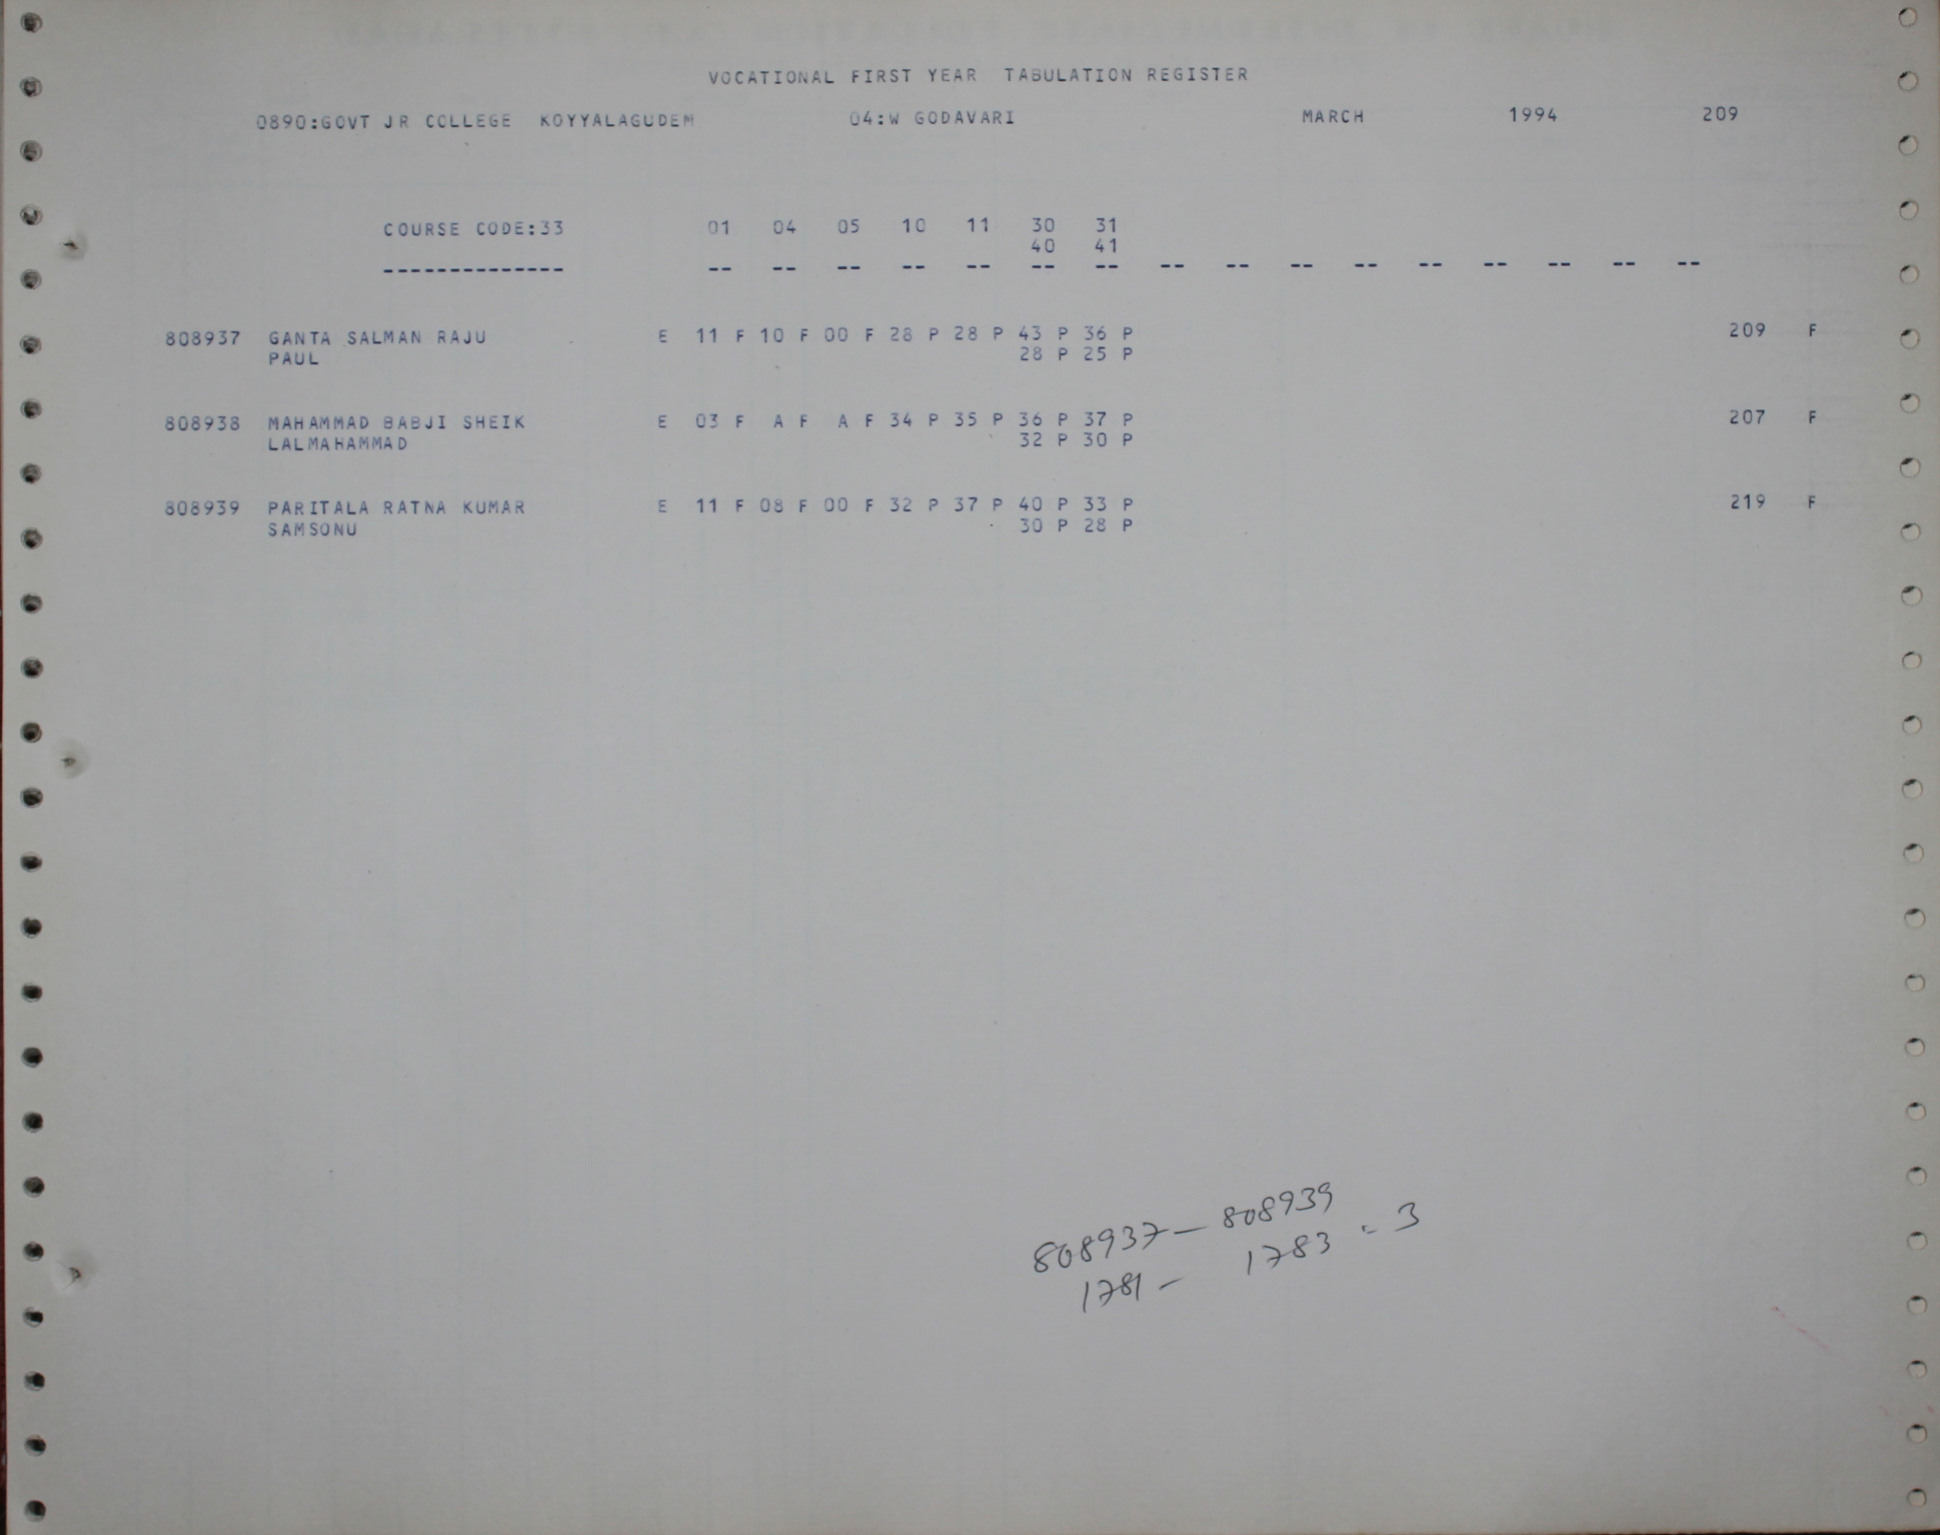 VOCATIONAL FIRST YEAR TABULATION REGISTER
0890:GOVT JR COLLEGE KOYYALAGUDEM 04:W GODAVARI MARCH 1994 209
COURSE CODE:33 01 04 05 10 11 30 31
40 41
-------------- -- -- -- -- -- -- -- -- -- -- -- -- -- -- -- --
808937 GANTA SALMAN RAJU E 11 F 10 F 00 F 28 P 28 P 43 P 36 P 209 F
PAUL 28 P 25 P
808938 MAHAMMAD BABJI SHEIK E 03 F A F A F 34 P 35 P 36 P 37 P 207 F
LALMAHAMMAD 32 P 30 P
808939 PARITALA RATNA KUMAR E 11 F 08 F 00 F 32 P 37 P 40 P 33 P 219 F
SAMSONU 30 P 28 P
808937 — 808939
1781 — 1783 = 3